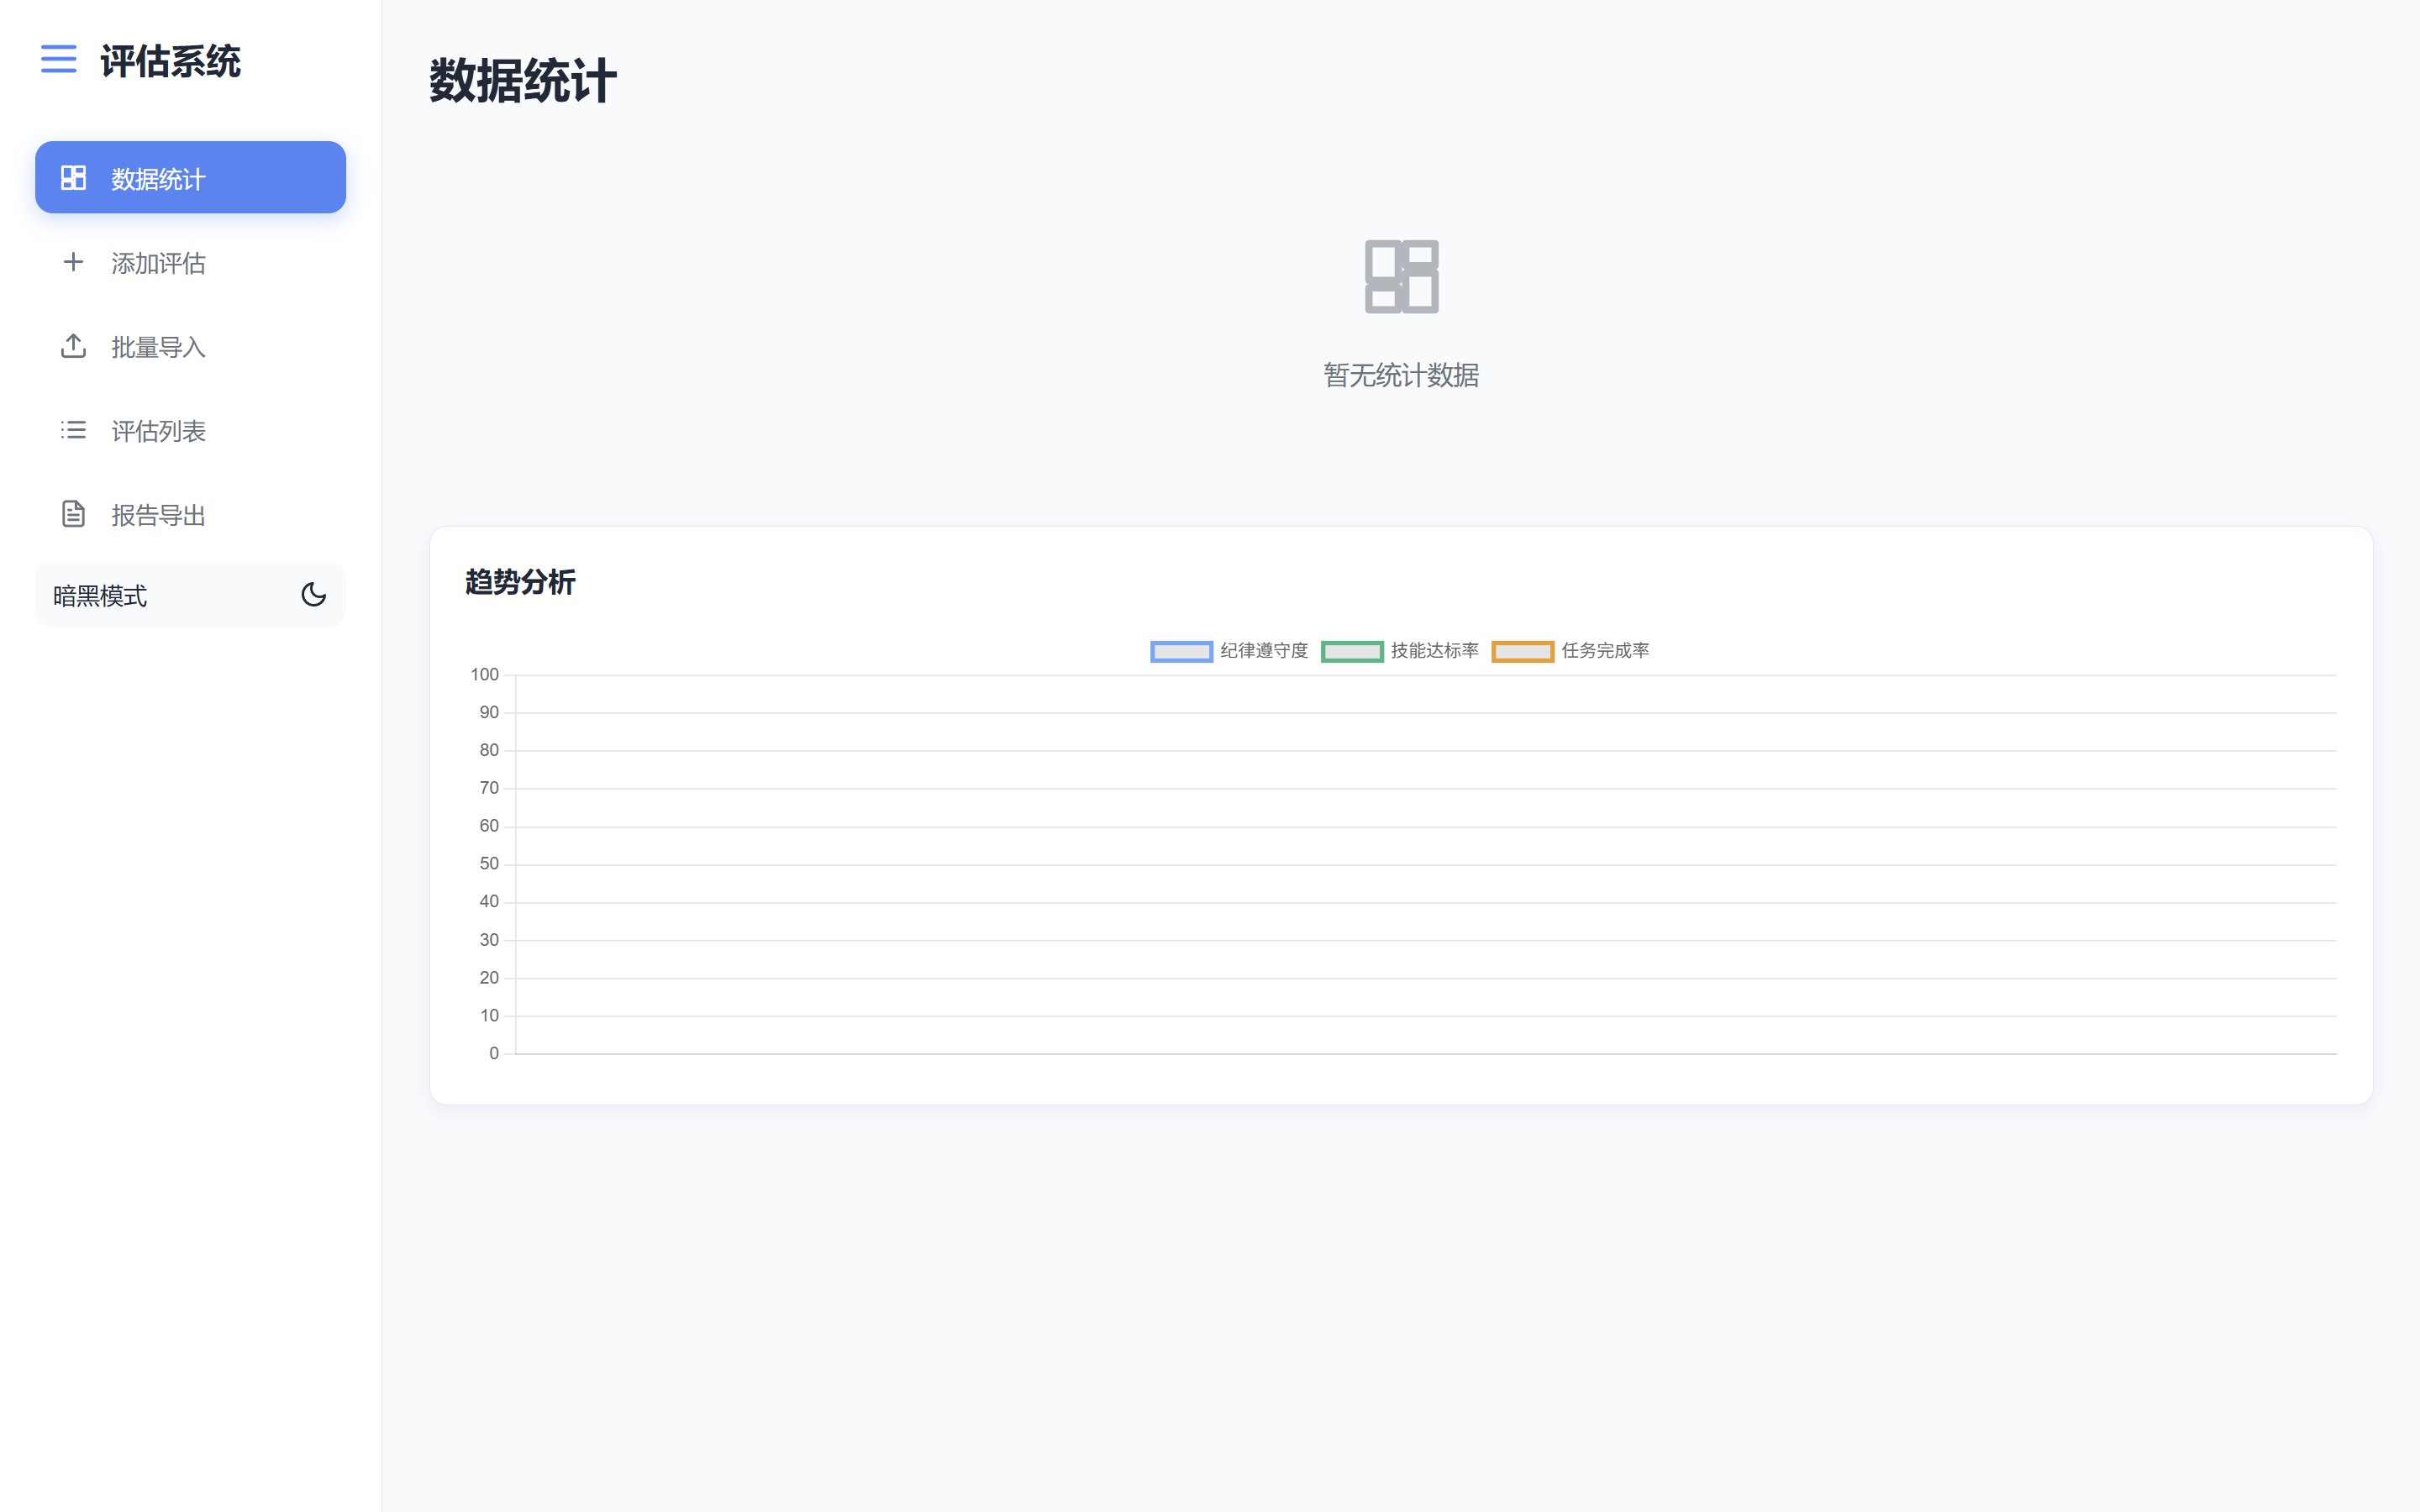 评估系统
数据统计
添加评估
批量导入
评估列表
报告导出
暗黑模式
数据统计
暂无统计数据
趋势分析
纪律遵守度 技能达标率 任务完成率
100
90
80
70
60
50
40
30
20
10
0